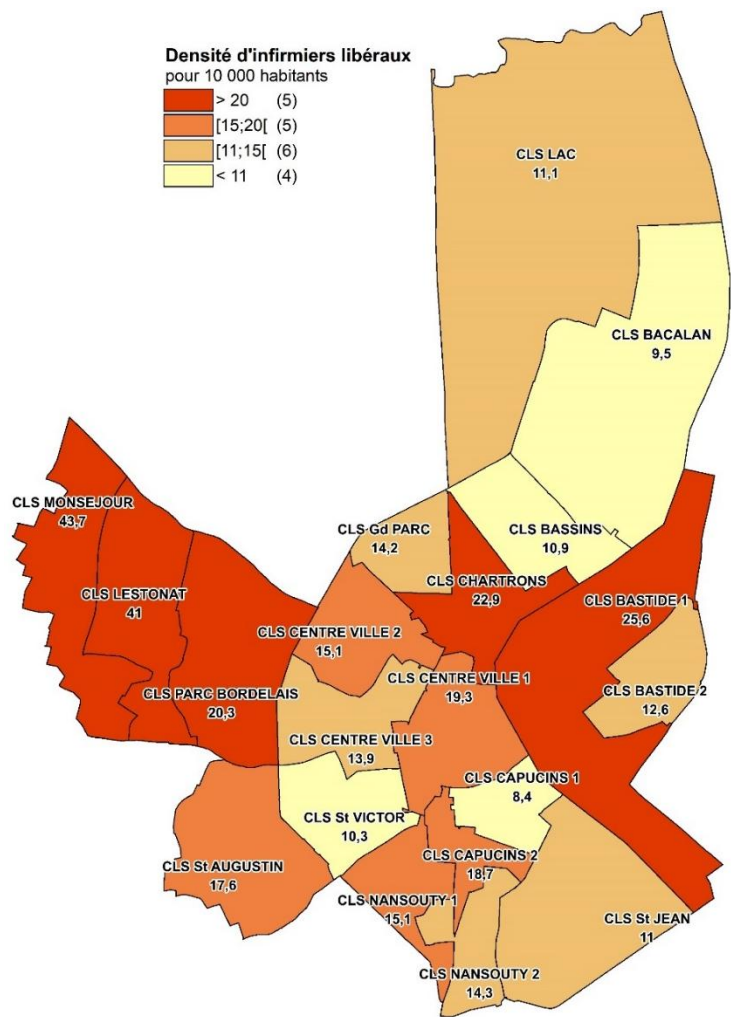 Densité d'infirmiers libéraux
pour 10 000 habitants
> 20 (5)
[15;20[ (5)
[11;15[ (6)
< 11 (4)
CLS LAC
11,1
CLS BACALAN
9,5
CLS MONSEJOUR
43,7
CLS Gd PARC
14,2
CLS BASSINS
10,9
CLS LESTONAT
41
CLS CHARTRONS
22,9
CLS BASTIDE 1
25,6
CLS CENTRE VILLE 2
15,1
CLS CENTRE VILLE 1
19,3
CLS PARC BORDELAIS
20,3
CLS BASTIDE 2
12,6
CLS CENTRE VILLE 3
13,9
CLS CAPUCINS 1
8,4
CLS St VICTOR
10,3
CLS St AUGUSTIN
17,6
CLS CAPUCINS 2
18,7
CLS NANSOUTY 1
15,1
CLS St JEAN
11
CLS NANSOUTY 2
14,3